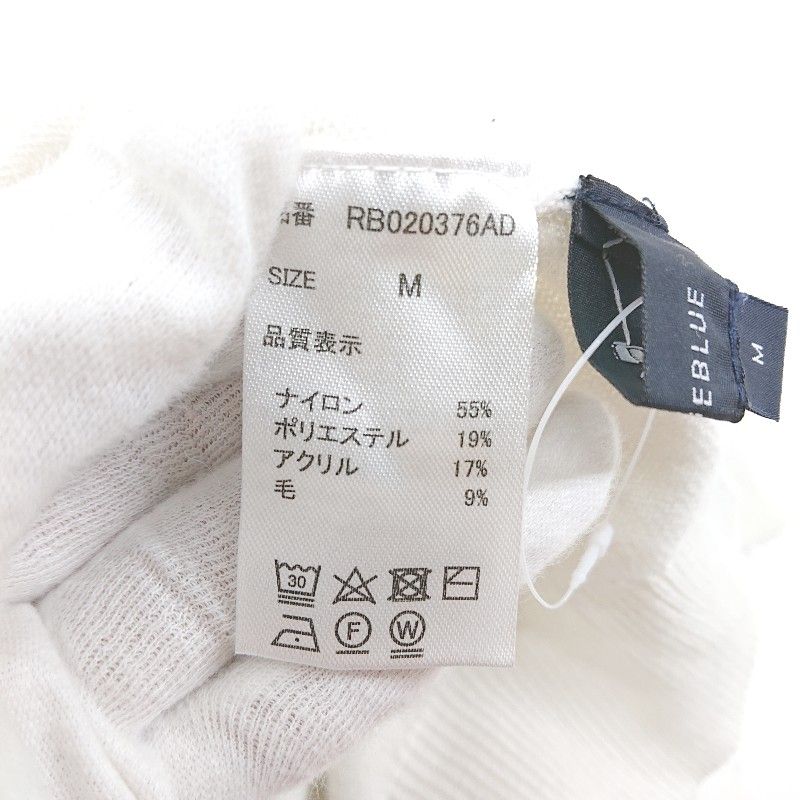 品番 RB020376AD
SIZE M
品質表示
ナイロン 55%
ポリエステル 19%
アクリル 17%
毛 9%
30
F W
EBLUE
M